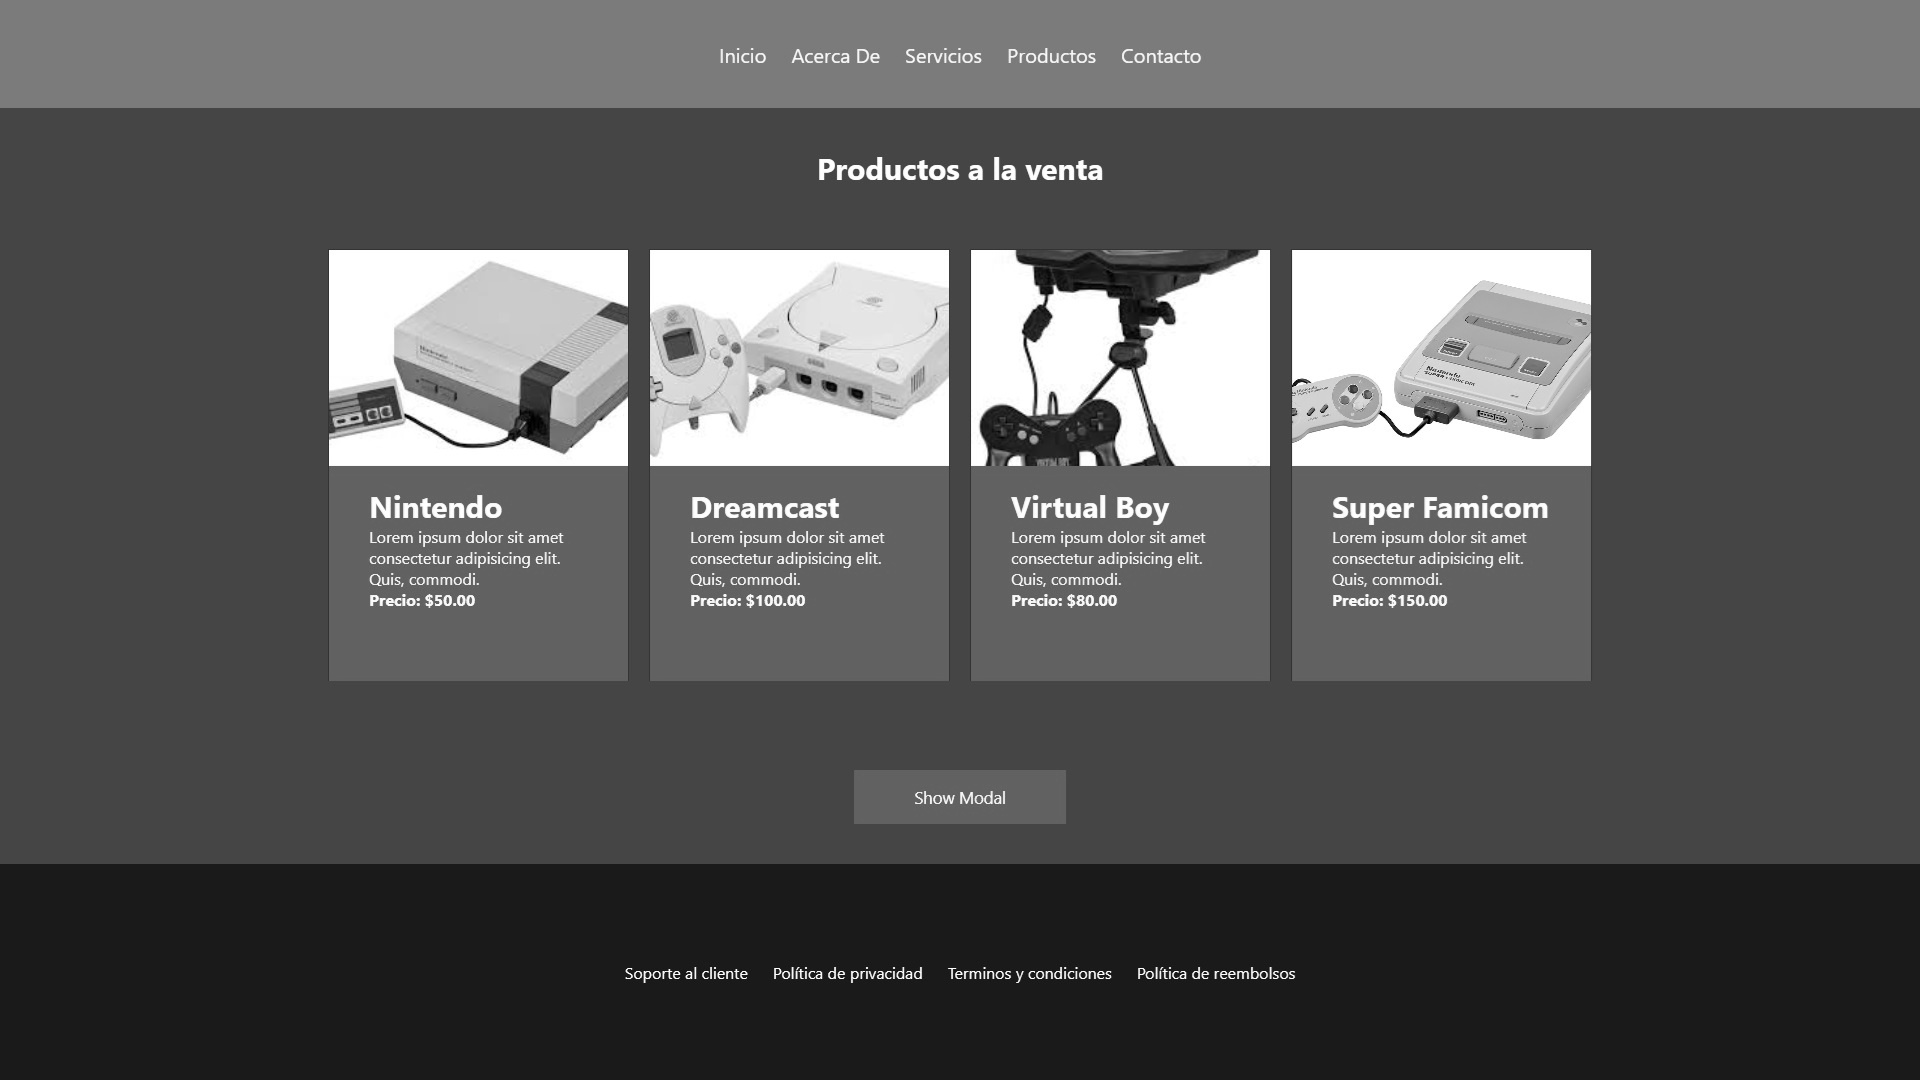 Inicio Acerca De Servicios Productos Contacto
Productos a la venta
Nintendo
Lorem ipsum dolor sit amet
consectetur adipisicing elit.
Quis, commodi.
Precio: $50.00
Dreamcast
Lorem ipsum dolor sit amet
consectetur adipisicing elit.
Quis, commodi.
Precio: $100.00
Virtual Boy
Lorem ipsum dolor sit amet
consectetur adipisicing elit.
Quis, commodi.
Precio: $80.00
Super Famicom
Lorem ipsum dolor sit amet
consectetur adipisicing elit.
Quis, commodi.
Precio: $150.00
Show Modal
Soporte al cliente Política de privacidad Terminos y condiciones Política de reembolsos